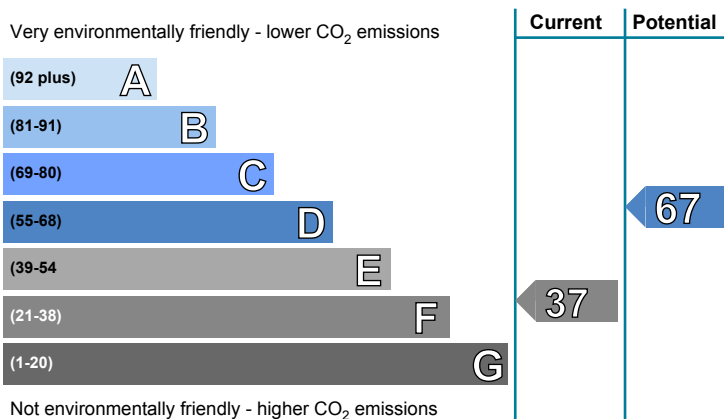 Current Potential
Very environmentally friendly - lower CO2 emissions
(92 plus) A
(81-91) B
(69-80) C
(55-68) D
67
(39-54 E
(21-38) F
37
(1-20) G
Not environmentally friendly - higher CO2 emissions